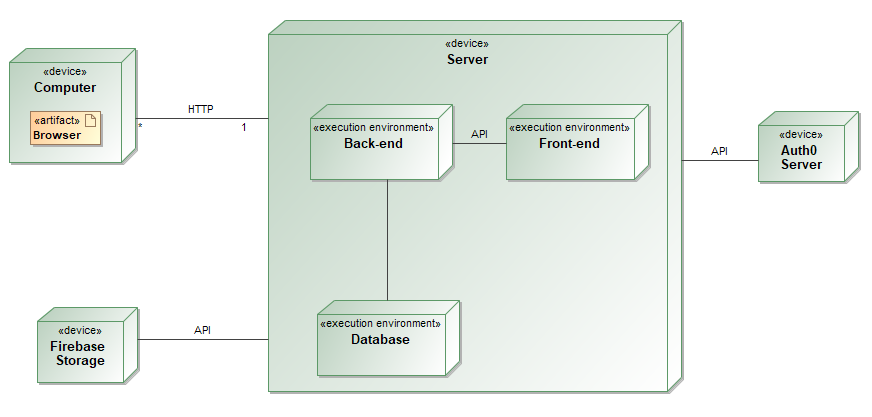 «device»
Server
«device»
Computer
«artifact»
Browser
HTTP
*
1
«execution environment»
Back-end
API
«execution environment»
Front-end
API
«device»
Auth0
Server
«device»
Firebase
Storage
API
«execution environment»
Database